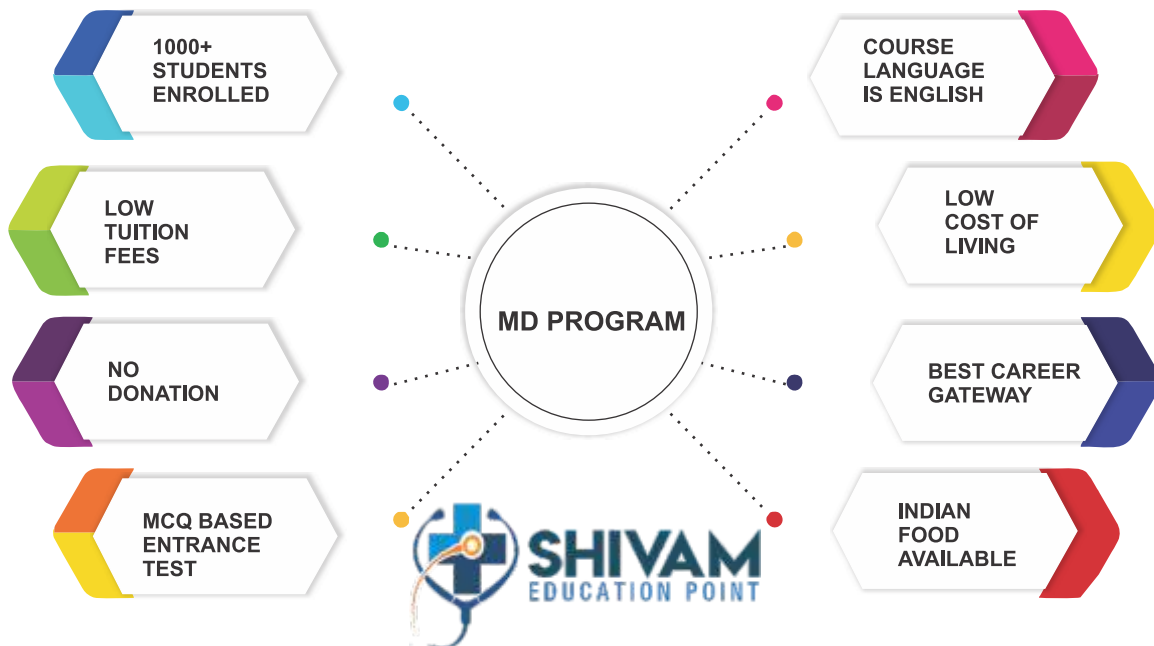 1000+
STUDENTS
ENROLLED
LOW
TUITION
FEES
NO
DONATION
MCQ BASED
ENTRANCE
TEST
MD PROGRAM
COURSE
LANGUAGE
IS ENGLISH
LOW
COST OF
LIVING
BEST CAREER
GATEWAY
INDIAN
FOOD
AVAILABLE
SHIVAM
EDUCATION POINT